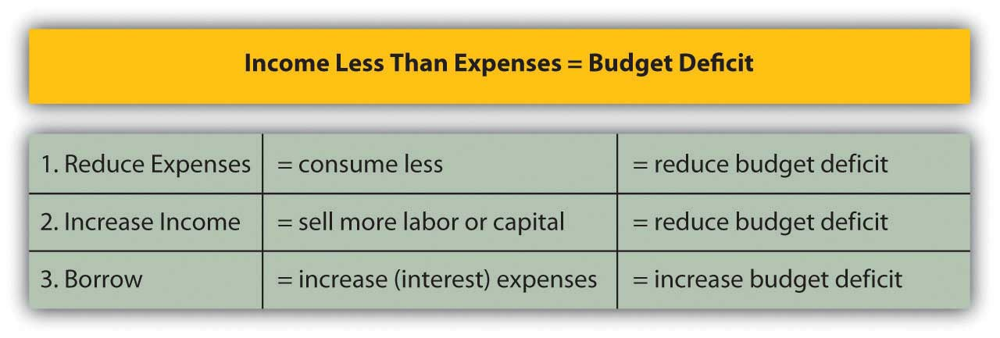 Income Less Than Expenses = Budget Deficit
1. Reduce Expenses = consume less = reduce budget deficit
2. Increase Income = sell more labor or capital = reduce budget deficit
3. Borrow = increase (interest) expenses = increase budget deficit